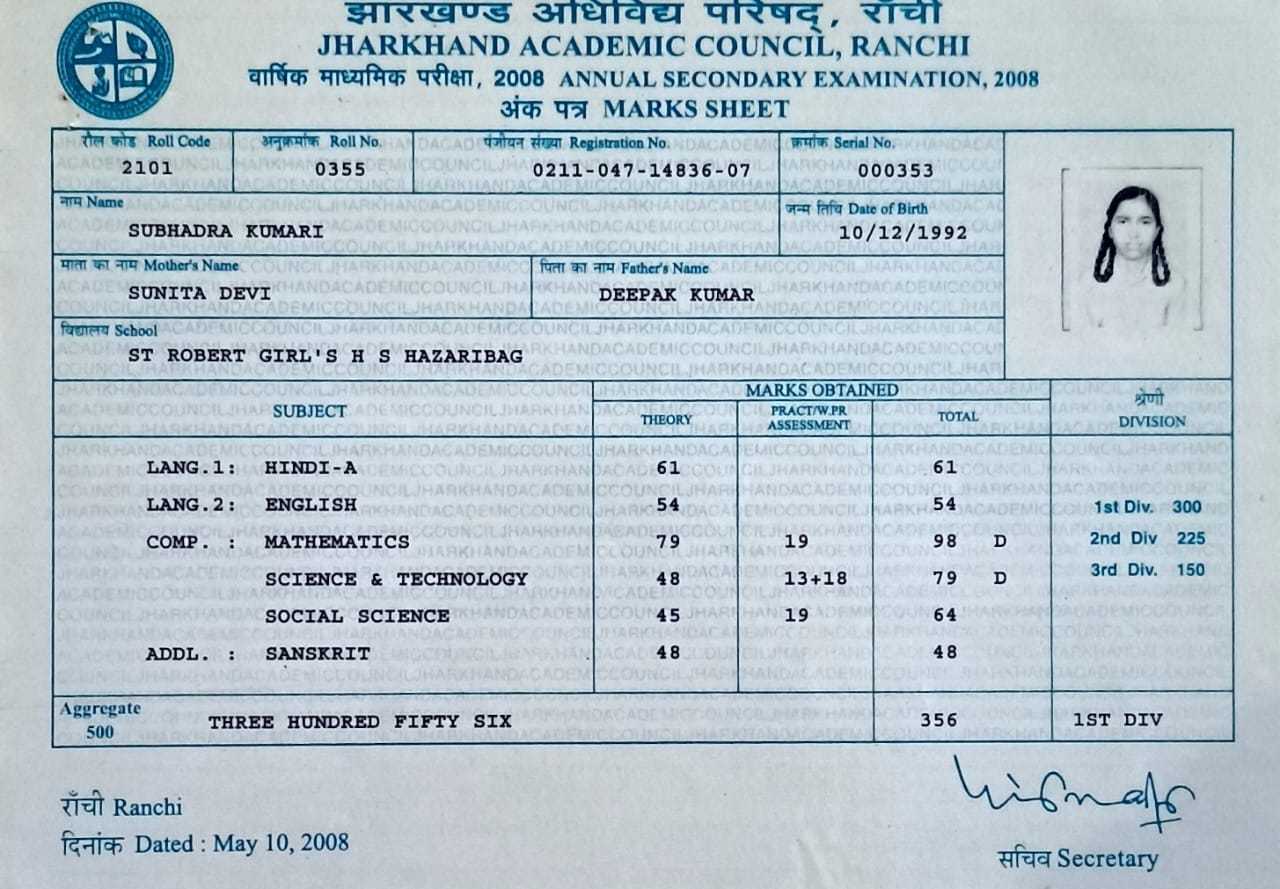 झारखण्ड अधिविद्य परिषद्, राँची
JHARKHAND ACADEMIC COUNCIL, RANCHI
वार्षिक माध्यमिक परीक्षा, 2008 ANNUAL SECONDARY EXAMINATION, 2008
अंक पत्र MARKS SHEET
रौल कोड Roll Code अनुक्रमांक Roll No. पंजीयन संख्या Registration No. क्रमांक Serial No.
2101 0355 0211-047-14836-07 000353
नाम Name जन्म तिथि Date of Birth
SUBHADRA KUMARI 10/12/1992
माता का नाम Mother's Name पिता का नाम Father's Name
SUNITA DEVI DEEPAK KUMAR
विद्यालय School
ST ROBERT GIRL'S H S HAZARIBAG
SUBJECT MARKS OBTAINED श्रेणी
THEORY PRACT/W.PR ASSESSMENT TOTAL DIVISION
LANG.1: HINDI-A 61 61
LANG.2: ENGLISH 54 54 1st Div. 300
COMP. : MATHEMATICS 79 19 98 D 2nd Div 225
SCIENCE & TECHNOLOGY 48 13+18 79 D 3rd Div. 150
SOCIAL SCIENCE 45 19 64
ADDL. : SANSKRIT 48 48
Aggregate
500 THREE HUNDRED FIFTY SIX 356 1ST DIV
राँची Ranchi
दिनांक Dated : May 10, 2008
सचिव Secretary